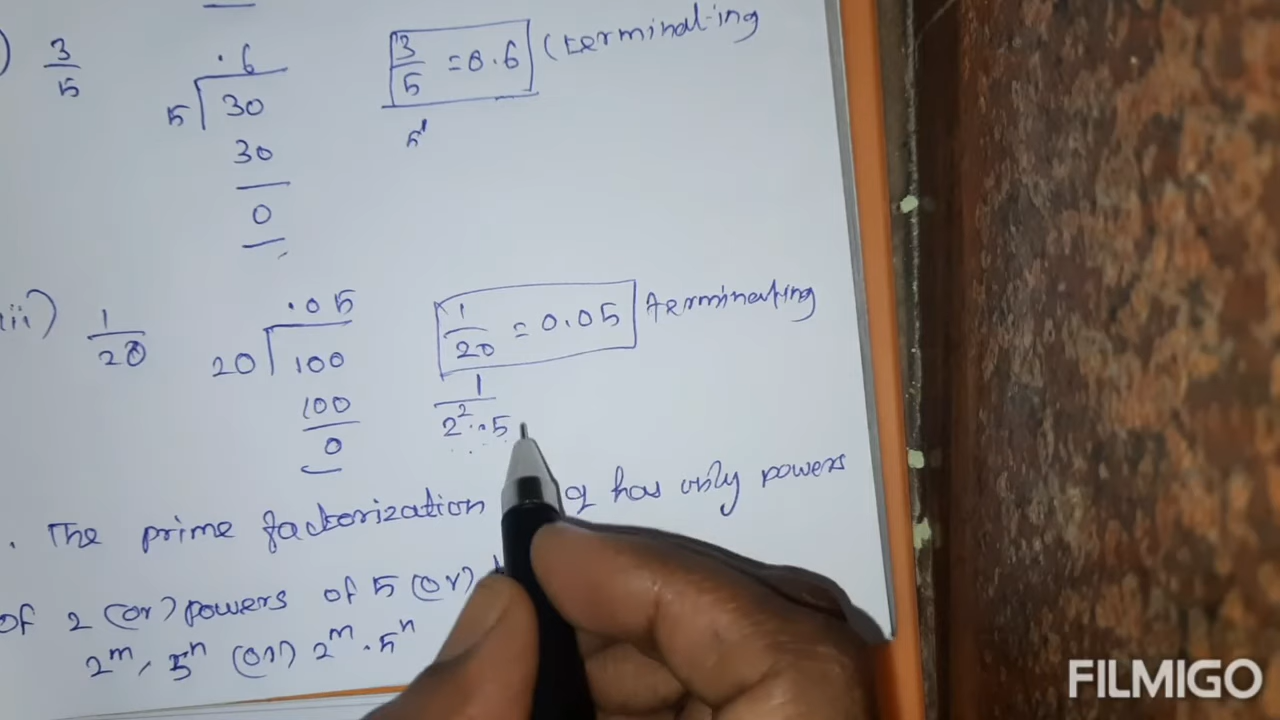 ) 3/5 .6 3/5 = 0.6 (terminating
5 ) 30 5¹
30
0
iii) 1/20 .05 1/20 = 0.05 terminating
20 ) 100 1/2².5
100
0
. The prime factorization q has only powers
of 2 (or) powers of 5 (or)
2ᵐ, 5ⁿ (or) 2ᵐ.5ⁿ
FILMIGO